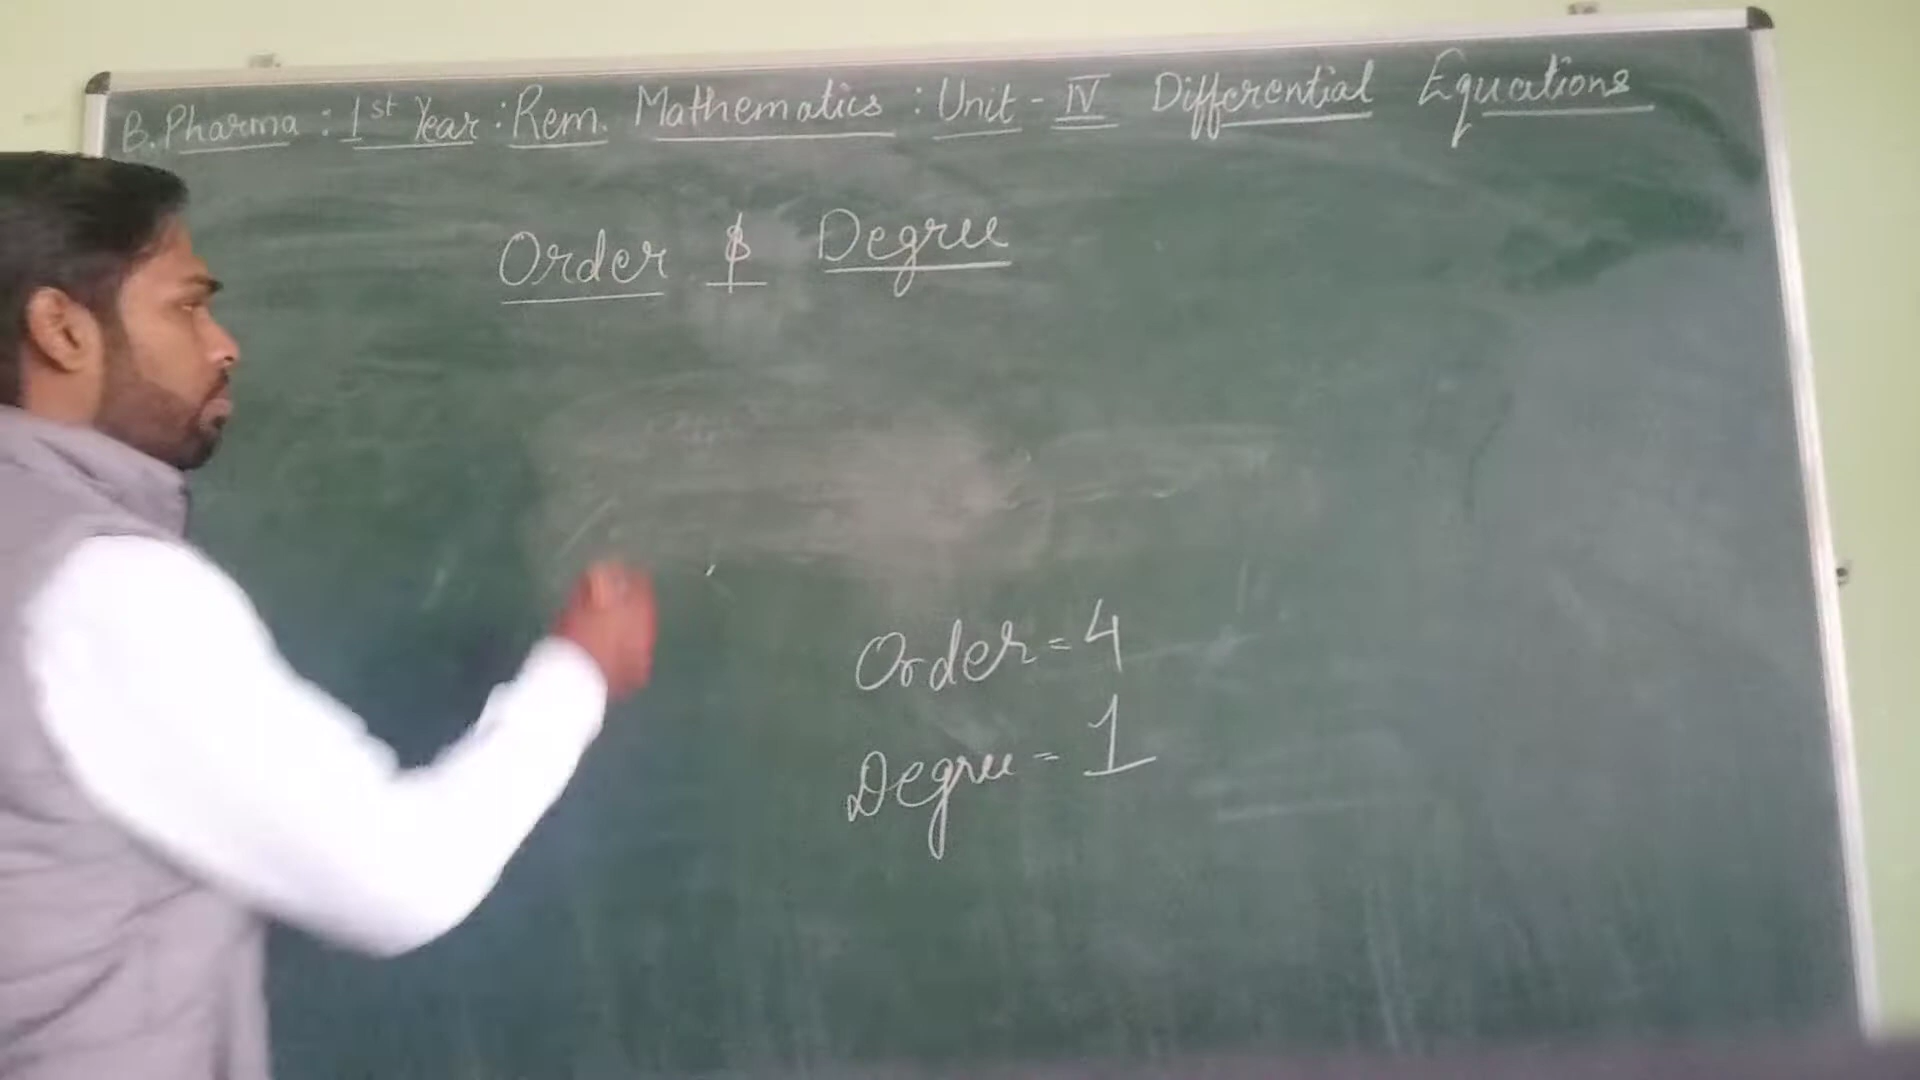 B.Pharma : 1st Year : Rem. Mathematics : Unit - IV Differential Equations
Order & Degree
Order = 4
Degree = 1